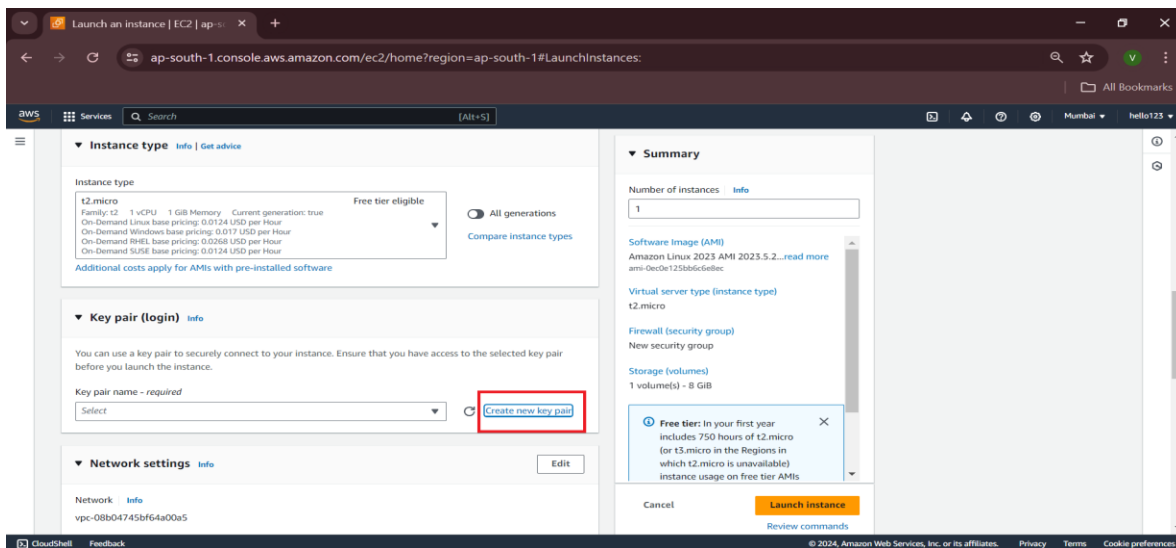 Launch an instance | EC2 | ap-so
ap-south-1.console.aws.amazon.com/ec2/home?region=ap-south-1#LaunchInstances:
V
All Bookmarks
aws
Services
Search
[Alt+S]
Mumbai
hello123
Instance type Info | Get advice
Instance type
t2.micro Free tier eligible
Family: t2 1 vCPU 1 GiB Memory Current generation: true
On-Demand Linux base pricing: 0.0124 USD per Hour
On-Demand Windows base pricing: 0.017 USD per Hour
On-Demand RHEL base pricing: 0.0268 USD per Hour
On-Demand SUSE base pricing: 0.0124 USD per Hour
All generations
Compare instance types
Additional costs apply for AMIs with pre-installed software
Key pair (login) Info
You can use a key pair to securely connect to your instance. Ensure that you have access to the selected key pair
before you launch the instance.
Key pair name - required
Select
Create new key pair
Network settings Info
Edit
Network Info
vpc-08b04745bf64a00a5
Summary
Number of instances Info
1
Software Image (AMI)
Amazon Linux 2023 AMI 2023.5.2...read more
ami-0ec0e125bb6c6e8ec
Virtual server type (instance type)
t2.micro
Firewall (security group)
New security group
Storage (volumes)
1 volume(s) - 8 GiB
Free tier: In your first year
includes 750 hours of t2.micro
(or t3.micro in the Regions in
which t2.micro is unavailable)
instance usage on free tier AMIs
Cancel
Launch instance
Review commands
CloudShell Feedback
© 2024, Amazon Web Services, Inc. or its affiliates. Privacy Terms Cookie preferences